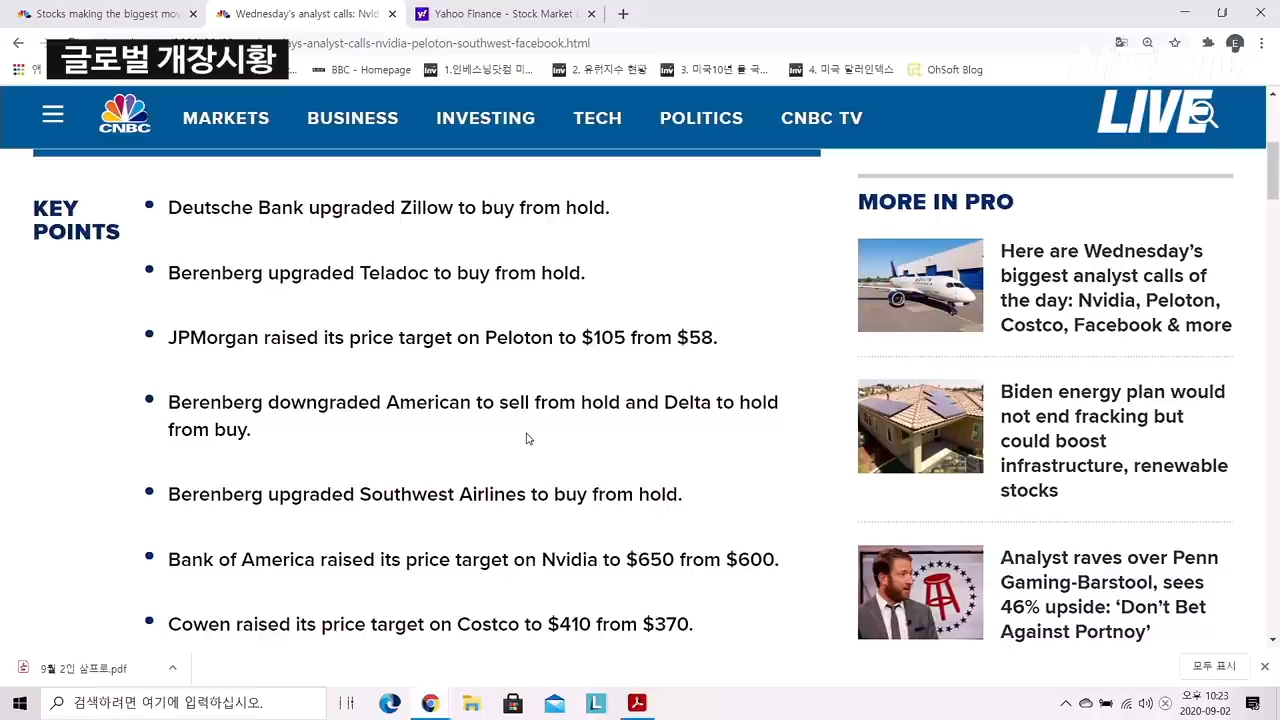 Stocks making the biggest mov
Wednesday's analyst calls: Nvid
Yahoo Finance - Stock Market L
글로벌 개장시황
ys-analyst-calls-nvidia-peloton-southwest-facebook.html
BBC - Homepage
1.인베스닝닷컴 미...
2. 유럽지수 현황
3. 미국10년 물 국...
4. 미국 달러인덱스
OhSoft Blog
CNBC
MARKETS
BUSINESS
INVESTING
TECH
POLITICS
CNBC TV
LIVE
KEY
POINTS
Deutsche Bank upgraded Zillow to buy from hold.
Berenberg upgraded Teladoc to buy from hold.
JPMorgan raised its price target on Peloton to $105 from $58.
Berenberg downgraded American to sell from hold and Delta to hold
from buy.
Berenberg upgraded Southwest Airlines to buy from hold.
Bank of America raised its price target on Nvidia to $650 from $600.
Cowen raised its price target on Costco to $410 from $370.
MORE IN PRO
Here are Wednesday's
biggest analyst calls of
the day: Nvidia, Peloton,
Costco, Facebook & more
Biden energy plan would
not end fracking but
could boost
infrastructure, renewable
stocks
Analyst raves over Penn
Gaming-Barstool, sees
46% upside: 'Don't Bet
Against Portnoy'
9월 2인 삼프로.pdf
모두 표시
검색하려면 여기에 입력하십시오.
오후 10:23
2020-09-02